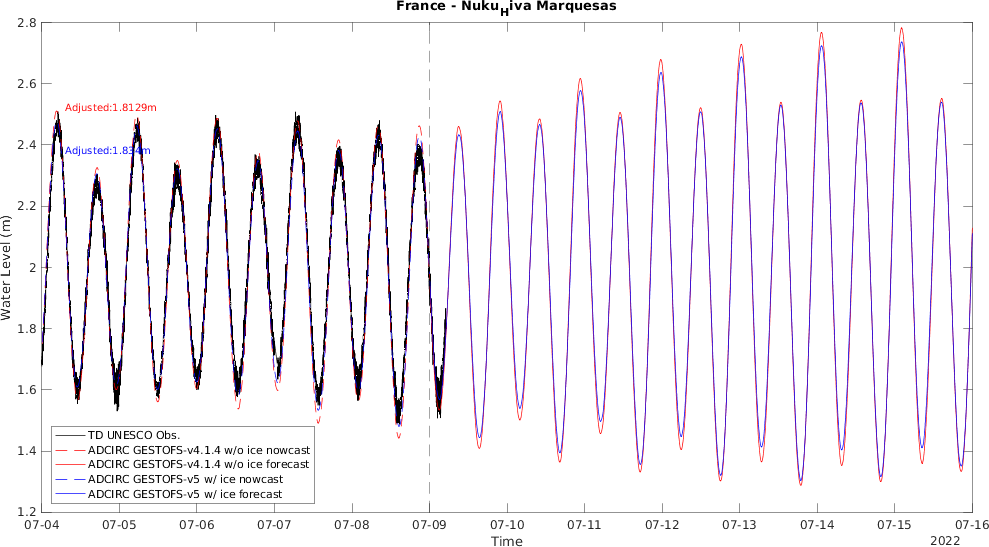 France - Nuku Hiva Marquesas
2.8
2.6
2.4
2.2
2
1.8
1.6
1.4
1.2
Water Level (m)
Adjusted:1.8129m
Adjusted:1.834m
TD UNESCO Obs.
ADCIRC GESTOFS-v4.1.4 w/o ice nowcast
ADCIRC GESTOFS-v4.1.4 w/o ice forecast
ADCIRC GESTOFS-v5 w/ ice nowcast
ADCIRC GESTOFS-v5 w/ ice forecast
07-04 07-05 07-06 07-07 07-08 07-09 07-10 07-11 07-12 07-13 07-14 07-15 07-16
Time
2022